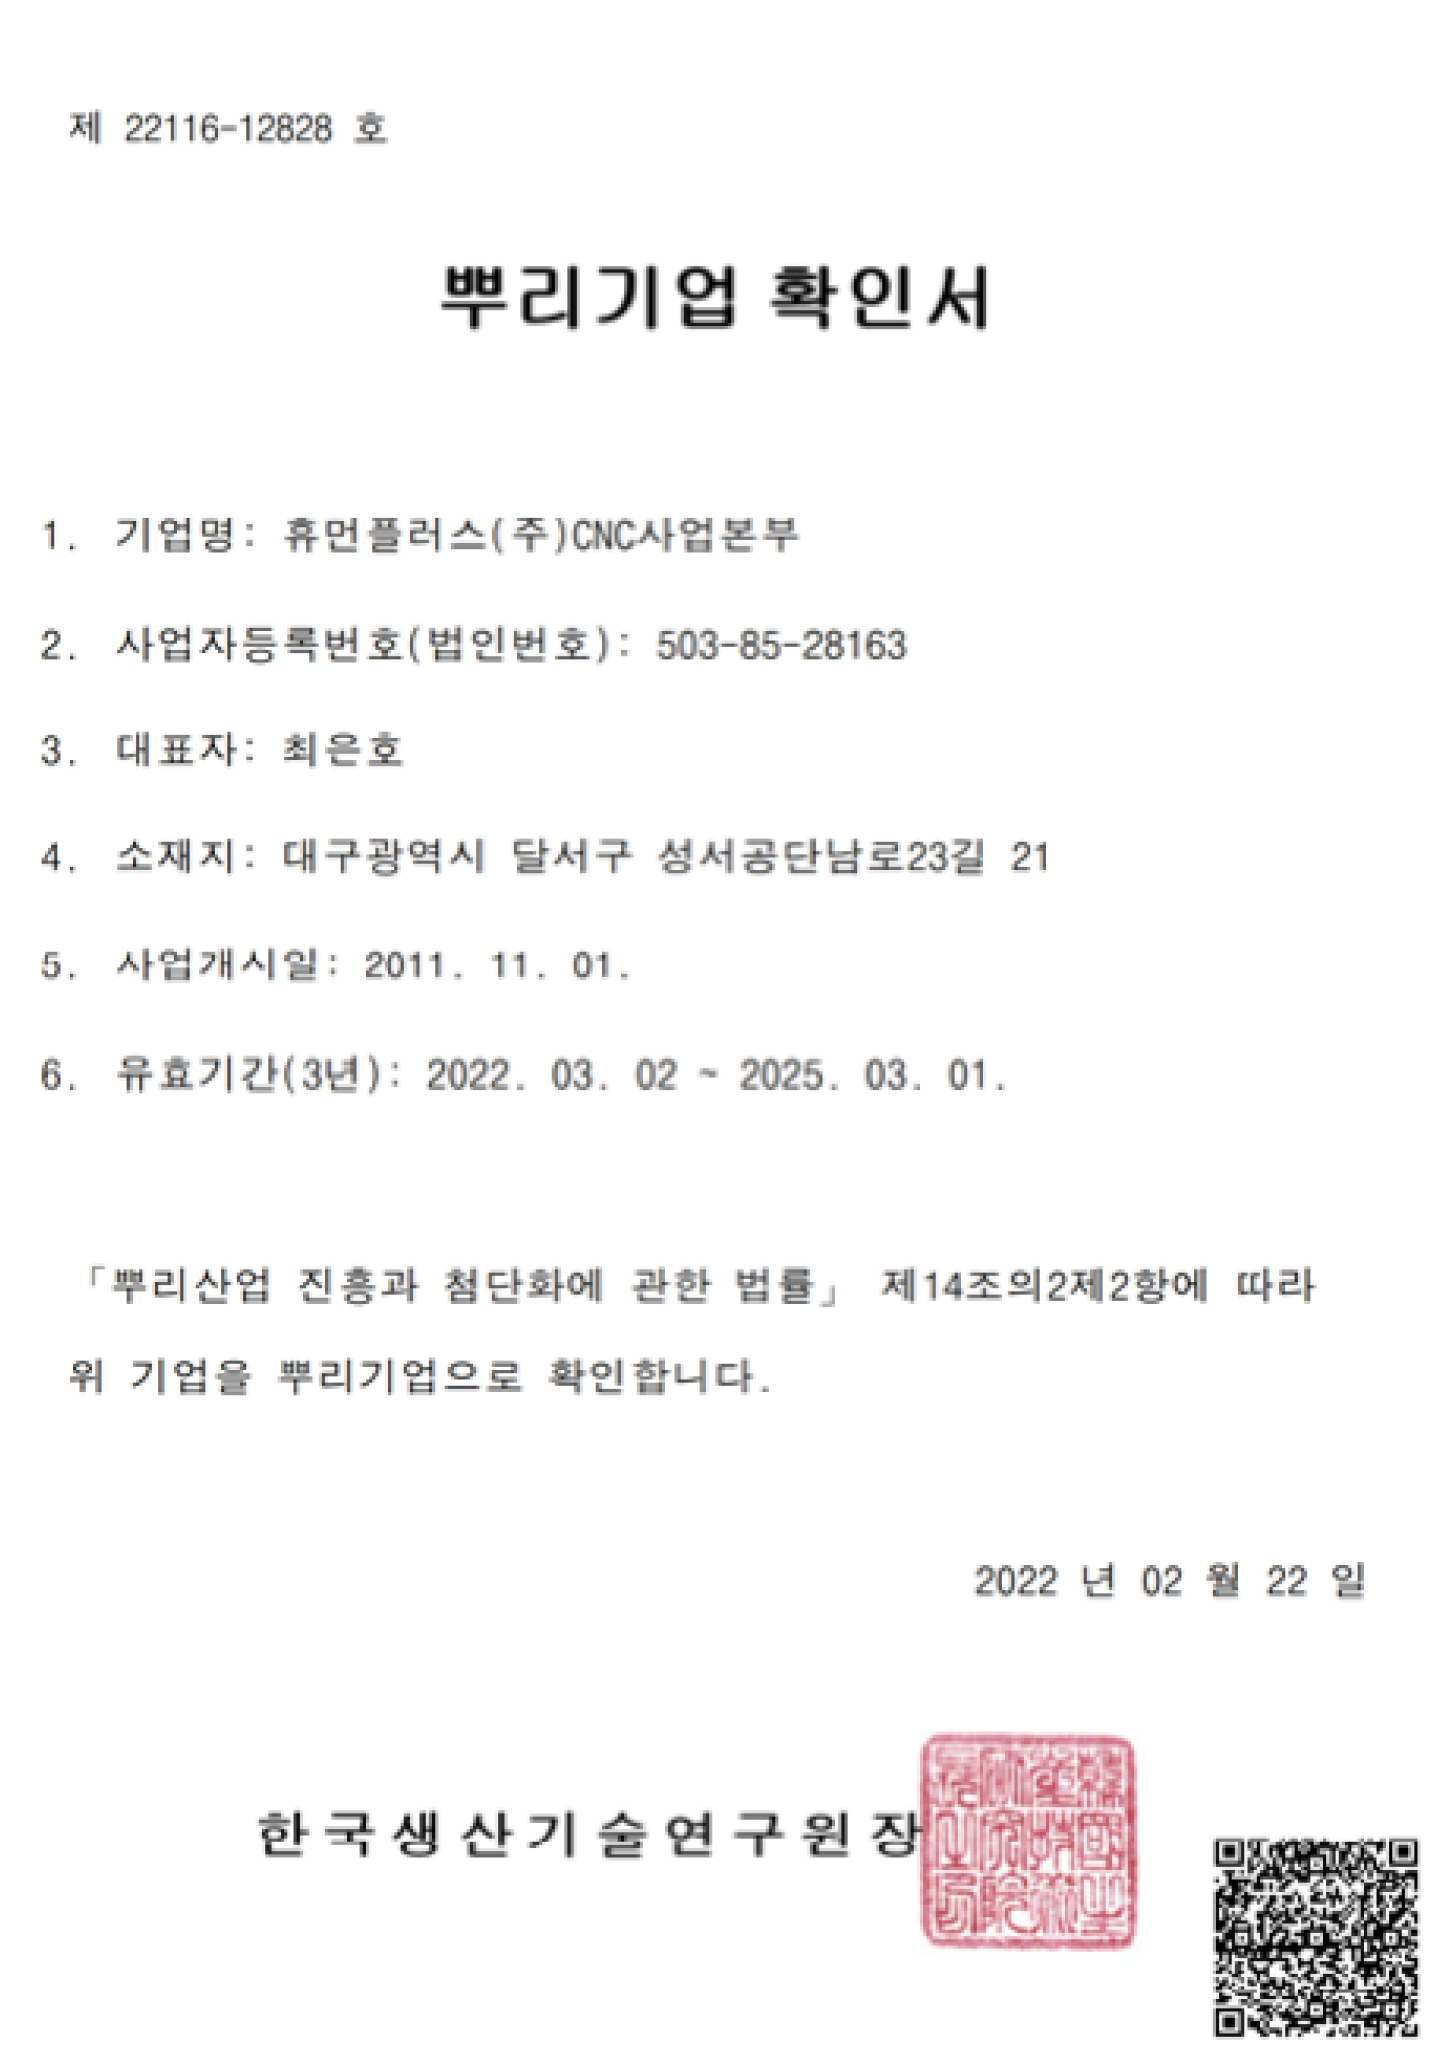 제 22116-12828 호
뿌리기업 확인서
1. 기업명: 휴먼플러스(주)CNC사업본부
2. 사업자등록번호(법인번호): 503-85-28163
3. 대표자: 최은호
4. 소재지: 대구광역시 달서구 성서공단남로23길 21
5. 사업개시일: 2011. 11. 01.
6. 유효기간(3년): 2022. 03. 02 ~ 2025. 03. 01.
「뿌리산업 진흥과 첨단화에 관한 법률」 제14조의2제2항에 따라
위 기업을 뿌리기업으로 확인합니다.
2022 년 02 월 22 일
한국생산기술연구원장